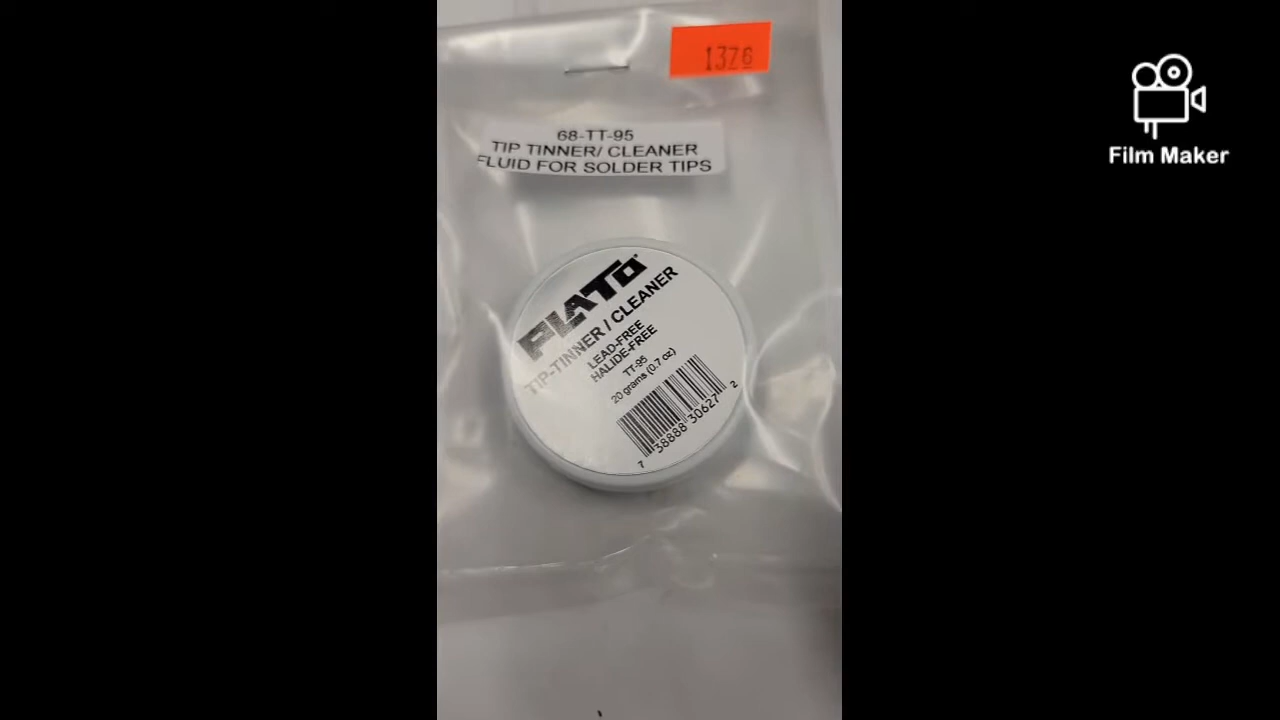 1376
68-TT-95
TIP TINNER/ CLEANER
FLUID FOR SOLDER TIPS
PLATO
TIP-TINNER / CLEANER
LEAD-FREE
HALIDE-FREE
TT-95
20 grams (0.7 oz)
7 38888 30627 2
Film Maker